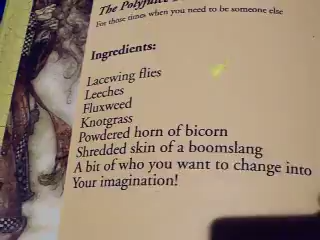 The Polyjuice
For those times when you need to be someone else
Ingredients:
Lacewing flies
Leeches
Fluxweed
Knotgrass
Powdered horn of bicorn
Shredded skin of a boomslang
A bit of who you want to change into
Your imagination!